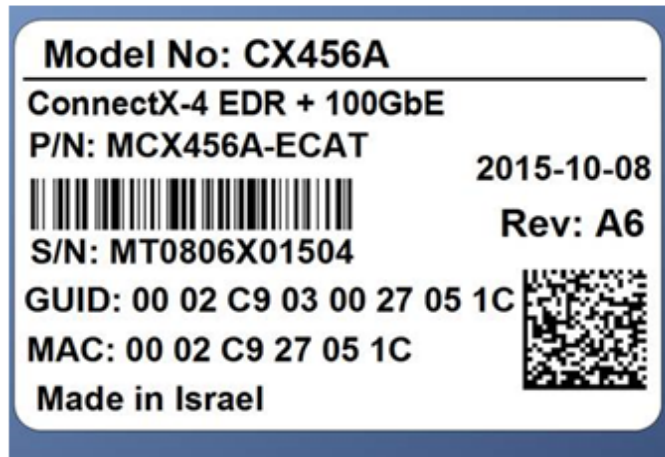 Model No: CX456A
ConnectX-4 EDR + 100GbE
P/N: MCX456A-ECAT
2015-10-08
Rev: A6
S/N: MT0806X01504
GUID: 00 02 C9 03 00 27 05 1C
MAC: 00 02 C9 27 05 1C
Made in Israel